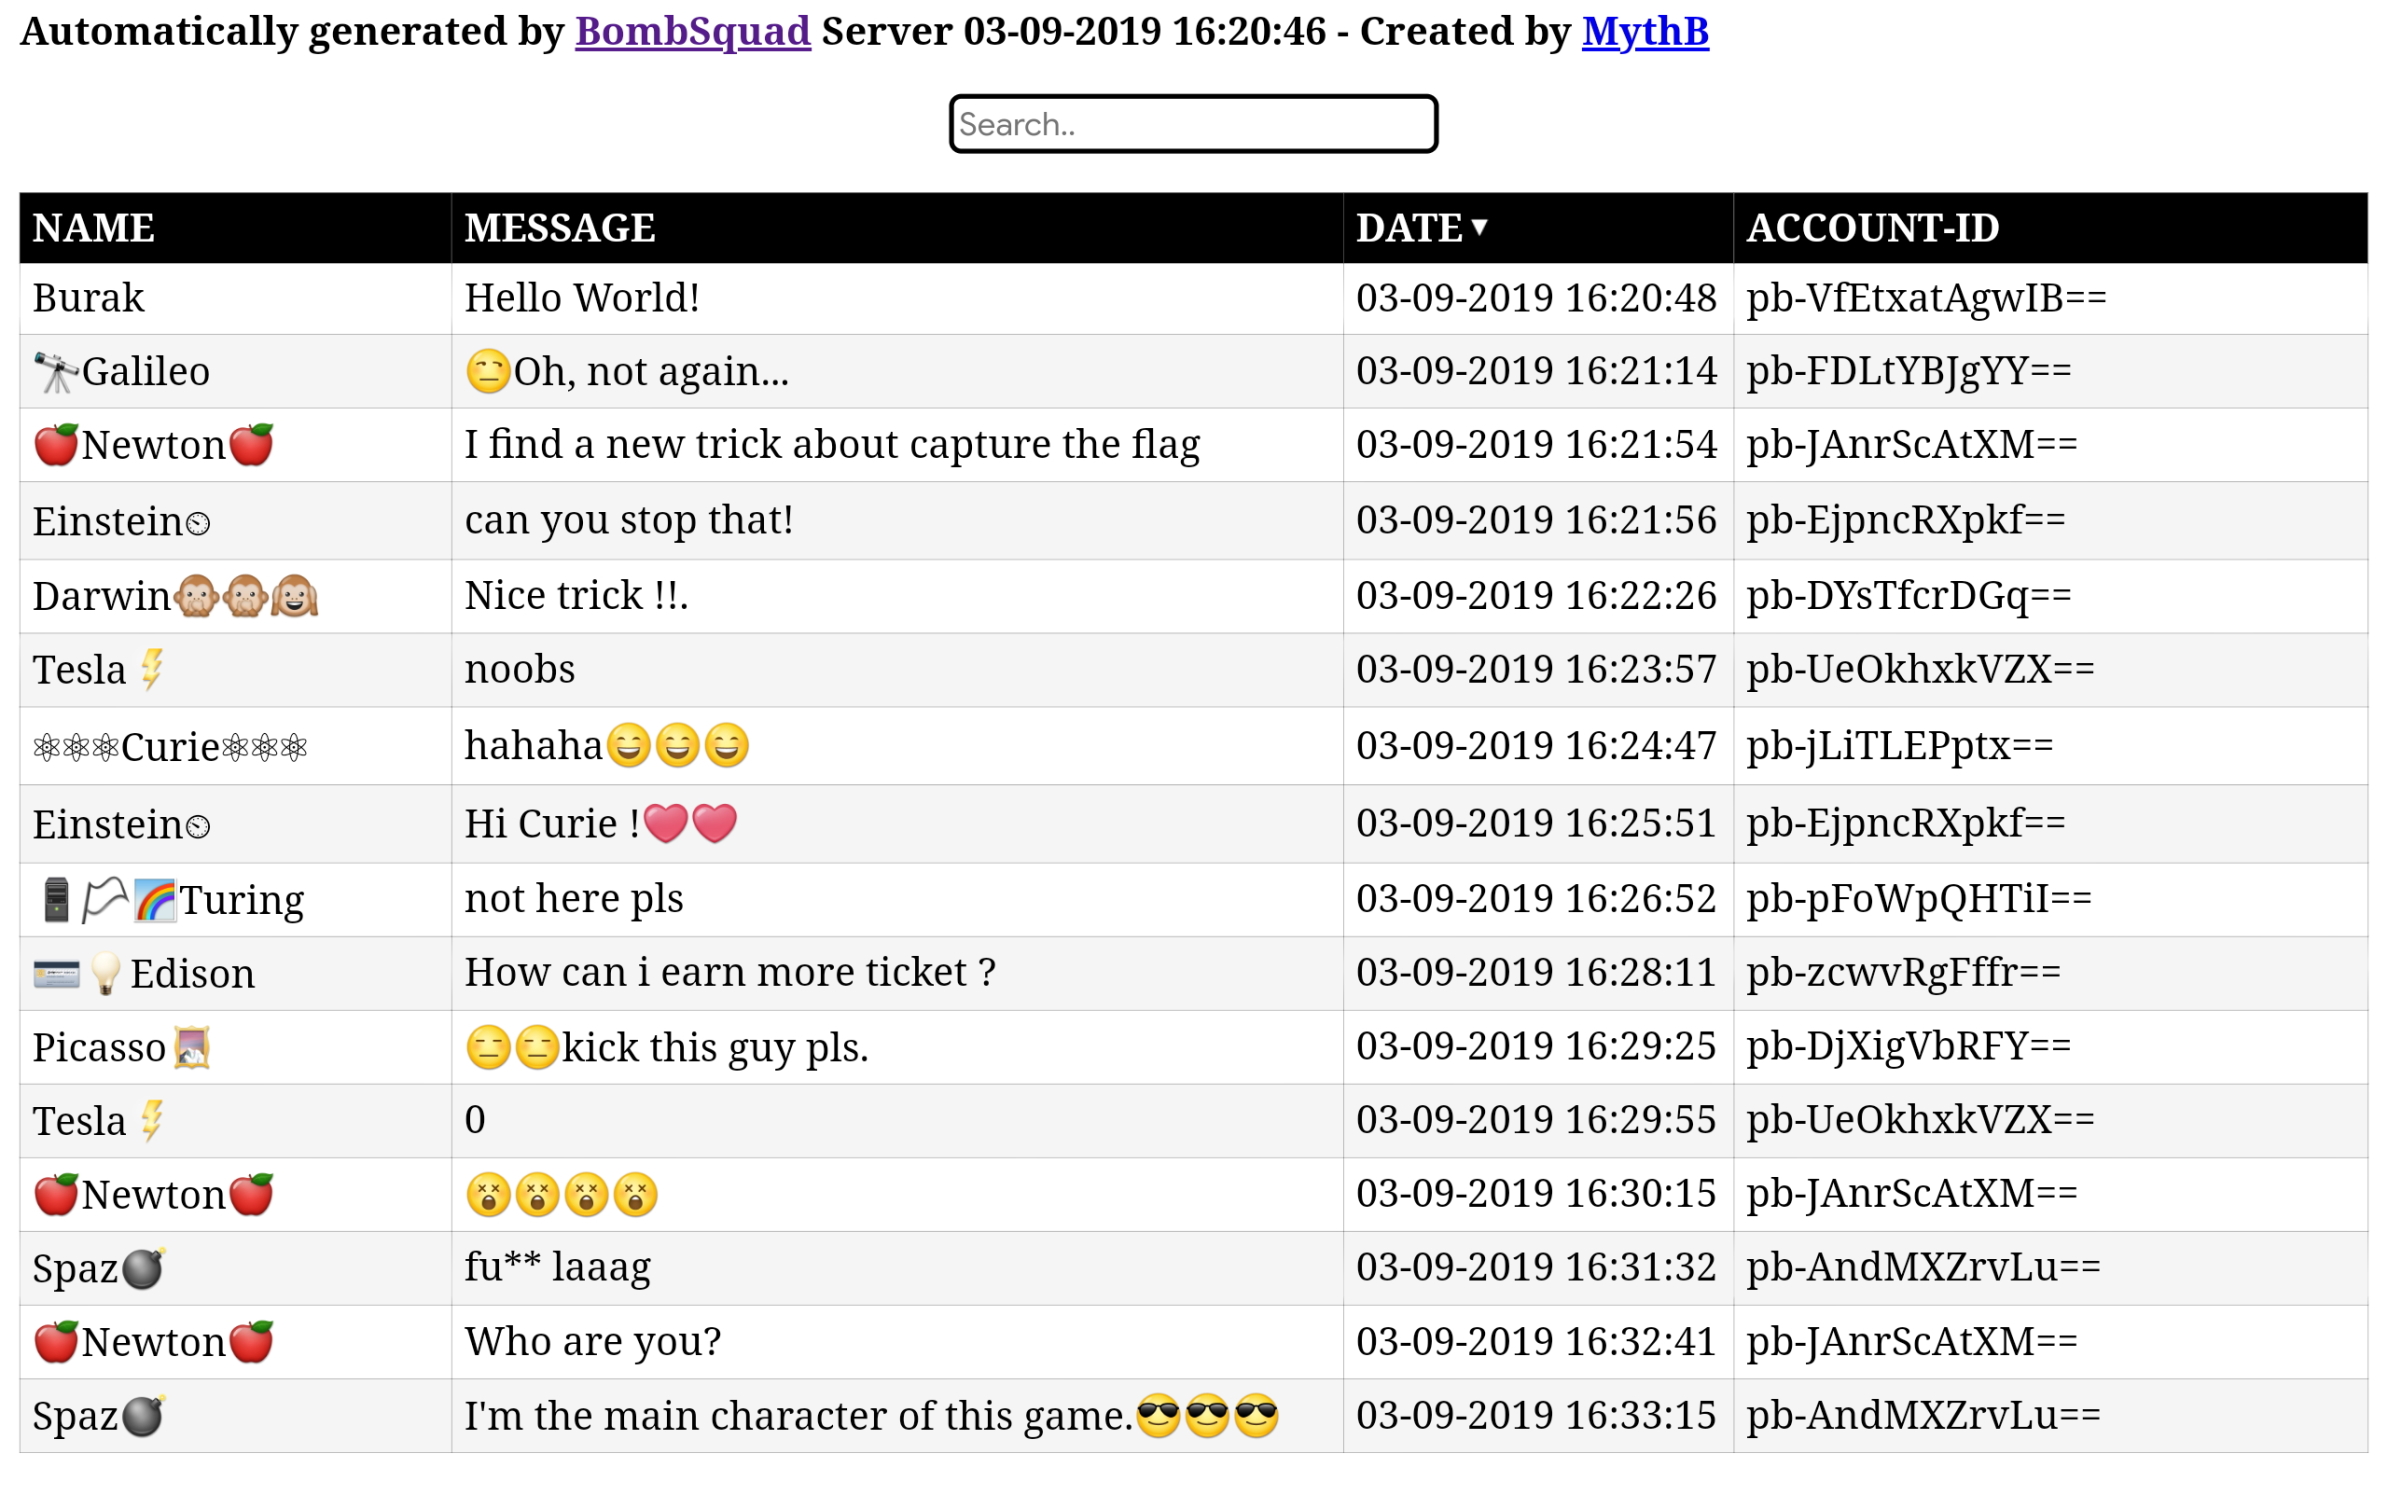 Automatically generated by BombSquad Server 03-09-2019 16:20:46 - Created by MythB
Search..
NAME MESSAGE DATE▼ ACCOUNT-ID
Burak Hello World! 03-09-2019 16:20:48 pb-VfEtxatAgwIB==
🔭Galileo 😒Oh, not again... 03-09-2019 16:21:14 pb-FDLtYBJgYY==
🍎Newton🍎 I find a new trick about capture the flag 03-09-2019 16:21:54 pb-JAnrScAtXM==
Einstein⏲ can you stop that! 03-09-2019 16:21:56 pb-EjpncRXpkf==
Darwin🙊🙊🙉 Nice trick !!. 03-09-2019 16:22:26 pb-DYsTfcrDGq==
Tesla⚡ noobs 03-09-2019 16:23:57 pb-UeOkhxkVZX==
⚛⚛⚛Curie⚛⚛⚛ hahaha😄😄😄 03-09-2019 16:24:47 pb-jLiTLEPptx==
Einstein⏲ Hi Curie !❤❤ 03-09-2019 16:25:51 pb-EjpncRXpkf==
🖥🏳🌈Turing not here pls 03-09-2019 16:26:52 pb-pFoWpQHTiI==
💳💡Edison How can i earn more ticket ? 03-09-2019 16:28:11 pb-zcwvRgFffr==
Picasso🖼 😑😑kick this guy pls. 03-09-2019 16:29:25 pb-DjXigVbRFY==
Tesla⚡ 0 03-09-2019 16:29:55 pb-UeOkhxkVZX==
🍎Newton🍎 😵😵😵😵 03-09-2019 16:30:15 pb-JAnrScAtXM==
Spaz💣 fu** laaag 03-09-2019 16:31:32 pb-AndMXZrvLu==
🍎Newton🍎 Who are you? 03-09-2019 16:32:41 pb-JAnrScAtXM==
Spaz💣 I'm the main character of this game.😎😎😎 03-09-2019 16:33:15 pb-AndMXZrvLu==